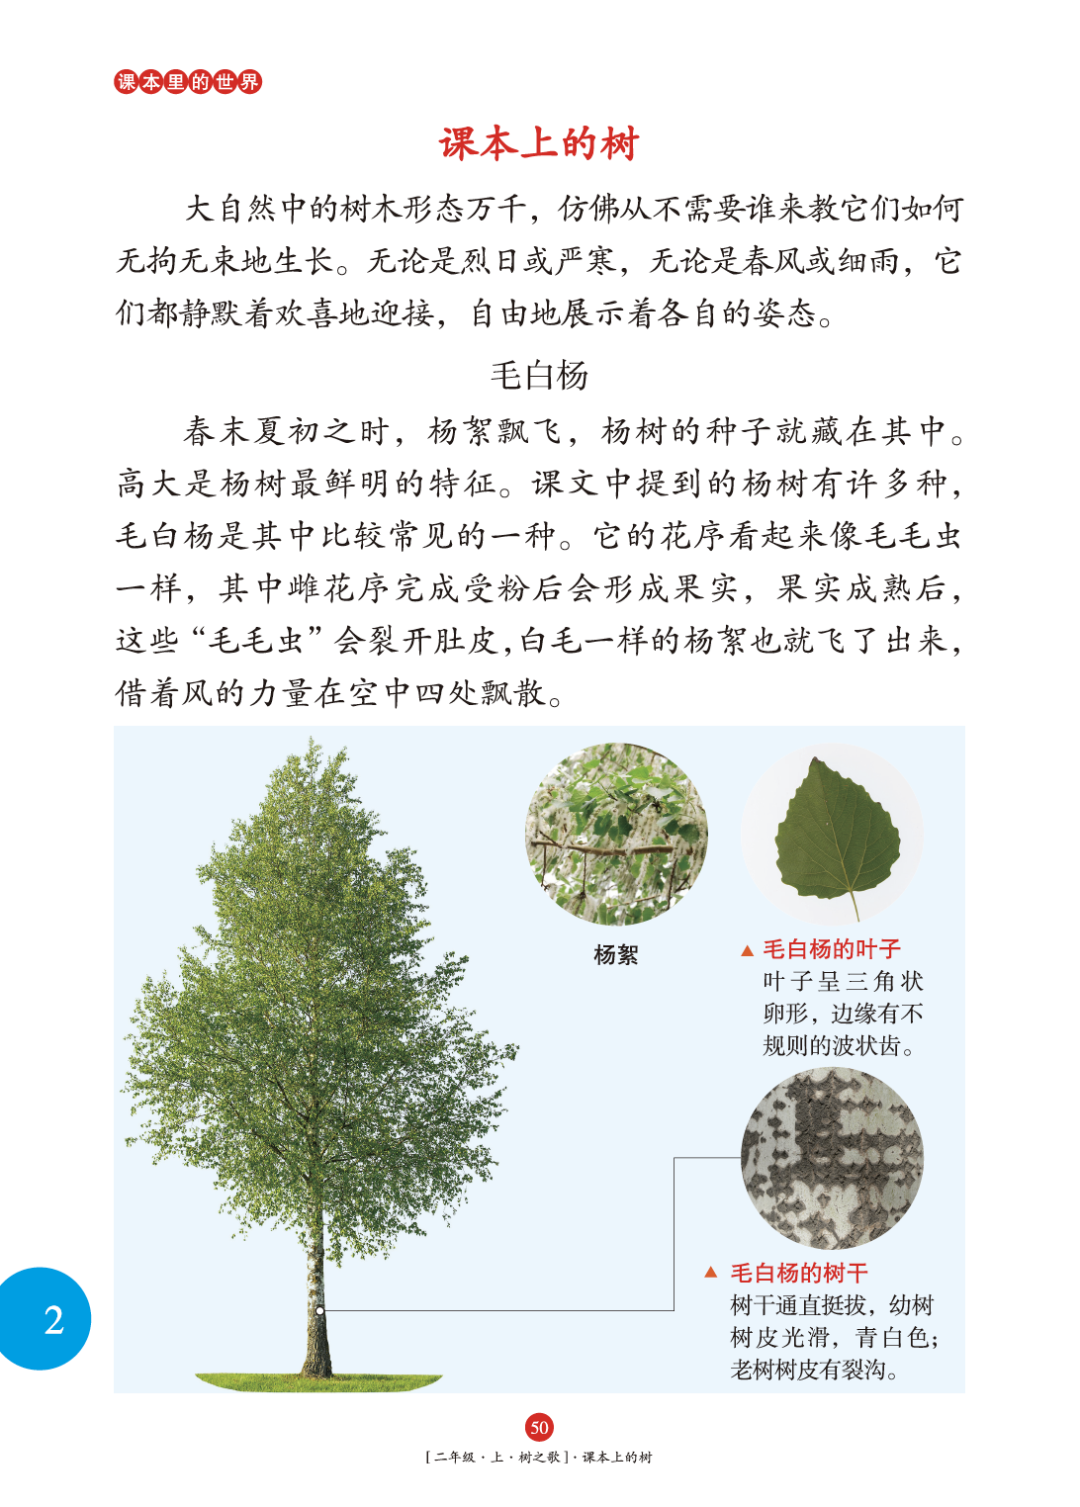 课本里的世界
课本上的树
大自然中的树木形态万千，仿佛从不需要谁来教它们如何
无拘无束地生长。无论是烈日或严寒，无论是春风或细雨，它
们都静默着欢喜地迎接，自由地展示着各自的姿态。
毛白杨
春末夏初之时，杨絮飘飞，杨树的种子就藏在其中。
高大是杨树最鲜明的特征。课文中提到的杨树有许多种，
毛白杨是其中比较常见的一种。它的花序看起来像毛毛虫
一样，其中雌花序完成受粉后会形成果实，果实成熟后，
这些“毛毛虫”会裂开肚皮，白毛一样的杨絮也就飞了出来，
借着风的力量在空中四处飘散。
杨絮
▲ 毛白杨的叶子
叶子呈三角状
卵形，边缘有不
规则的波状齿。
▲ 毛白杨的树干
树干通直挺拔，幼树
树皮光滑，青白色；
老树树皮有裂沟。
2
50
[二年级·上·树之歌]·课本上的树